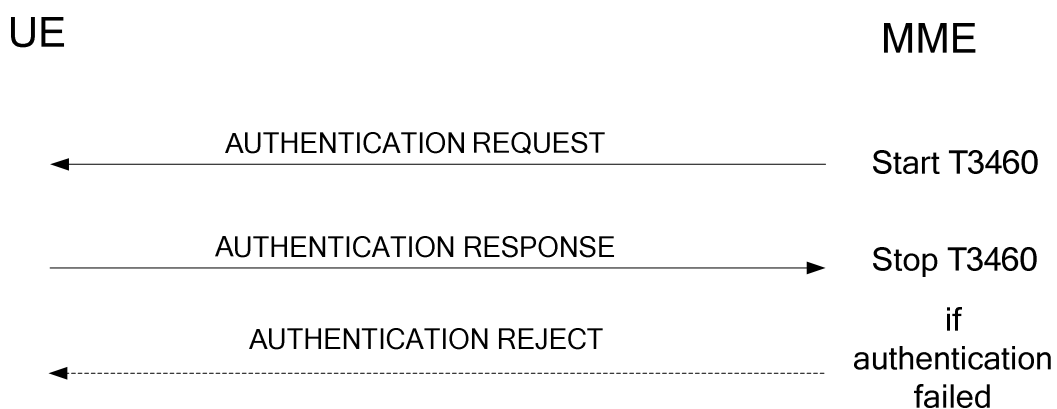 UE
MME
AUTHENTICATION REQUEST
Start T3460
AUTHENTICATION RESPONSE
Stop T3460
AUTHENTICATION REJECT
if
authentication
failed